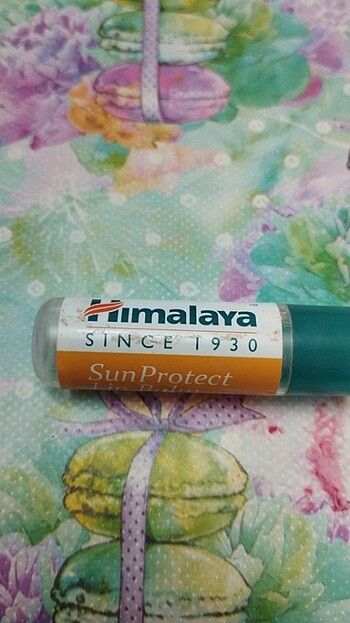 Himalaya
SINCE 1930
SunProtect